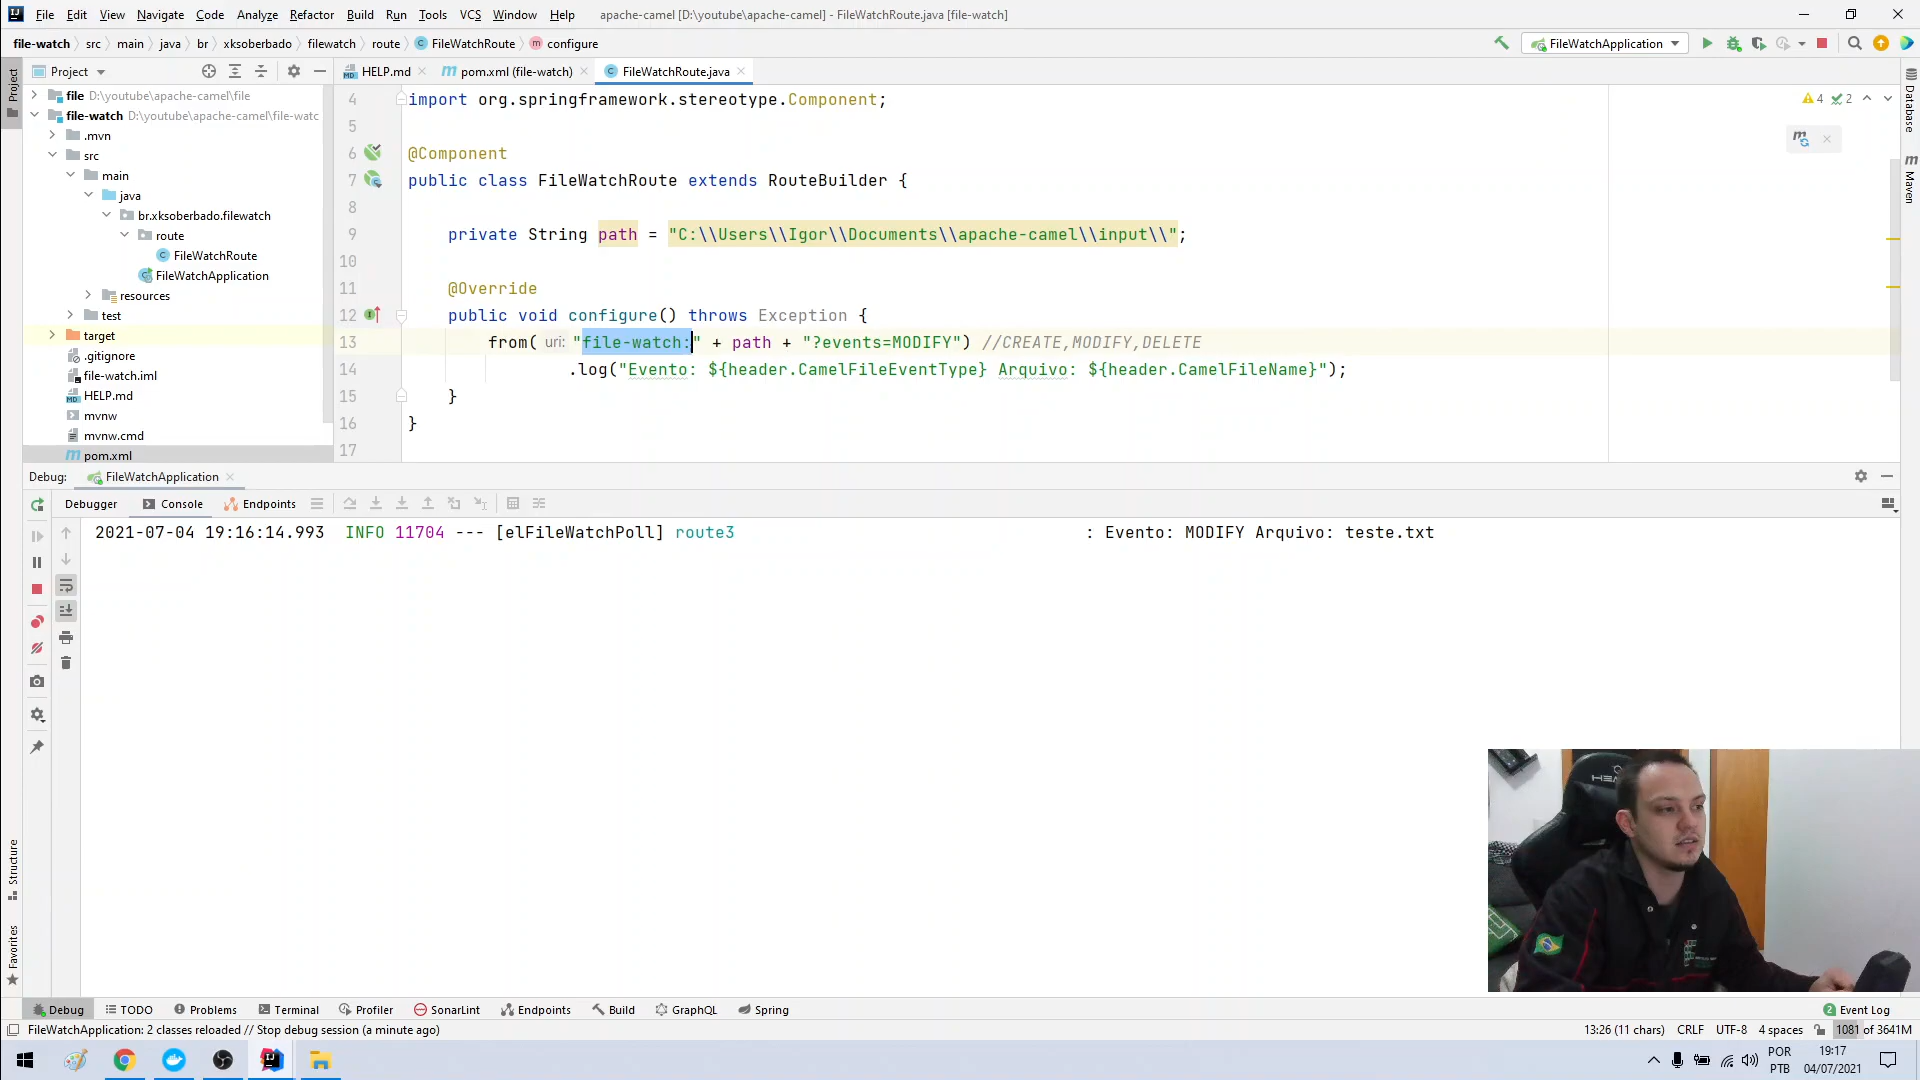 File Edit View Navigate Code Analyze Refactor Build Run Tools VCS Window Help apache-camel [D:\youtube\apache-camel] - FileWatchRoute.java [file-watch]
file-watch src main java br xksoberbado filewatch route FileWatchRoute configure
FileWatchApplication
Project
HELP.md pom.xml (file-watch) FileWatchRoute.java
Project
file D:\youtube\apache-camel\file
file-watch D:\youtube\apache-camel\file-watc
.mvn
src
main
java
br.xksoberbado.filewatch
route
FileWatchRoute
FileWatchApplication
resources
test
target
.gitignore
file-watch.iml
HELP.md
mvnw
mvnw.cmd
pom.xml
4 import org.springframework.stereotype.Component;
5
6 @Component
7 public class FileWatchRoute extends RouteBuilder {
8
9 private String path = "C:\\Users\\Igor\\Documents\\apache-camel\\input\\";
10
11 @Override
12 public void configure() throws Exception {
13 from( uri: "file-watch:" + path + "?events=MODIFY") //CREATE,MODIFY,DELETE
14 .log("Evento: ${header.CamelFileEventType} Arquivo: ${header.CamelFileName}");
15 }
16 }
17
4 2
Database
Maven
Debug: FileWatchApplication
Debugger Console Endpoints
2021-07-04 19:16:14.993 INFO 11704 --- [elFileWatchPoll] route3 : Evento: MODIFY Arquivo: teste.txt
Structure
Favorites
Debug TODO Problems Terminal Profiler SonarLint Endpoints Build GraphQL Spring 2 Event Log
FileWatchApplication: 2 classes reloaded // Stop debug session (a minute ago) 13:26 (11 chars) CRLF UTF-8 4 spaces 1081 of 3641M
POR
PTB
19:17
04/07/2021